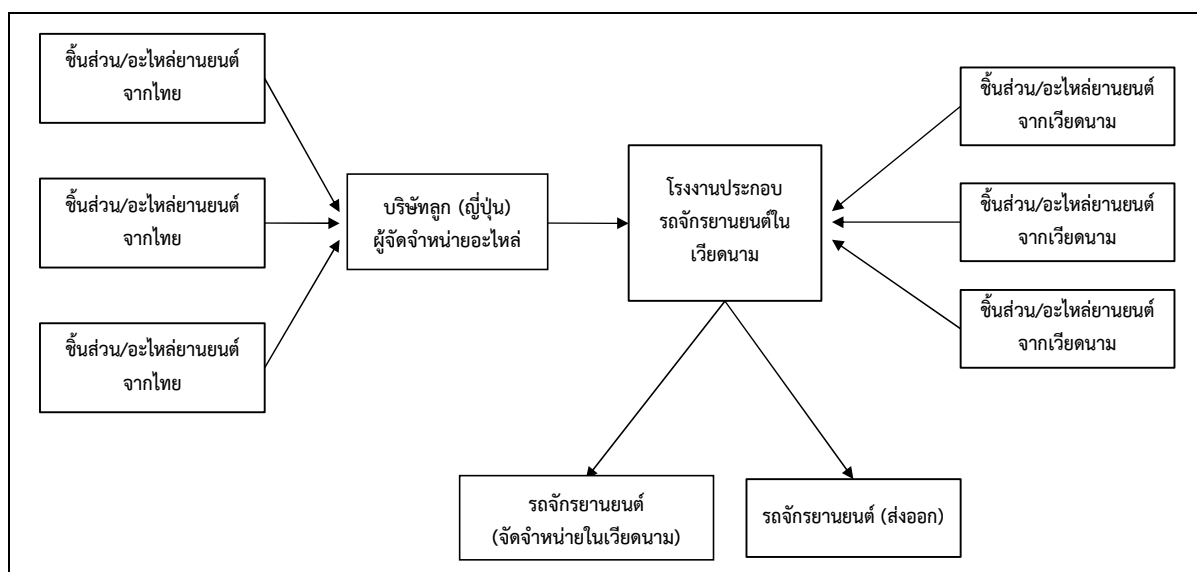 ชิ้นส่วน/อะไหล่ยานยนต์
จากไทย
ชิ้นส่วน/อะไหล่ยานยนต์
จากไทย
ชิ้นส่วน/อะไหล่ยานยนต์
จากไทย
บริษัทลูก (ญี่ปุ่น)
ผู้จัดจำหน่ายอะไหล่
โรงงานประกอบ
รถจักรยานยนต์ใน
เวียดนาม
ชิ้นส่วน/อะไหล่ยานยนต์
จากเวียดนาม
ชิ้นส่วน/อะไหล่ยานยนต์
จากเวียดนาม
ชิ้นส่วน/อะไหล่ยานยนต์
จากเวียดนาม
รถจักรยานยนต์
(จัดจำหน่ายในเวียดนาม)
รถจักรยานยนต์ (ส่งออก)